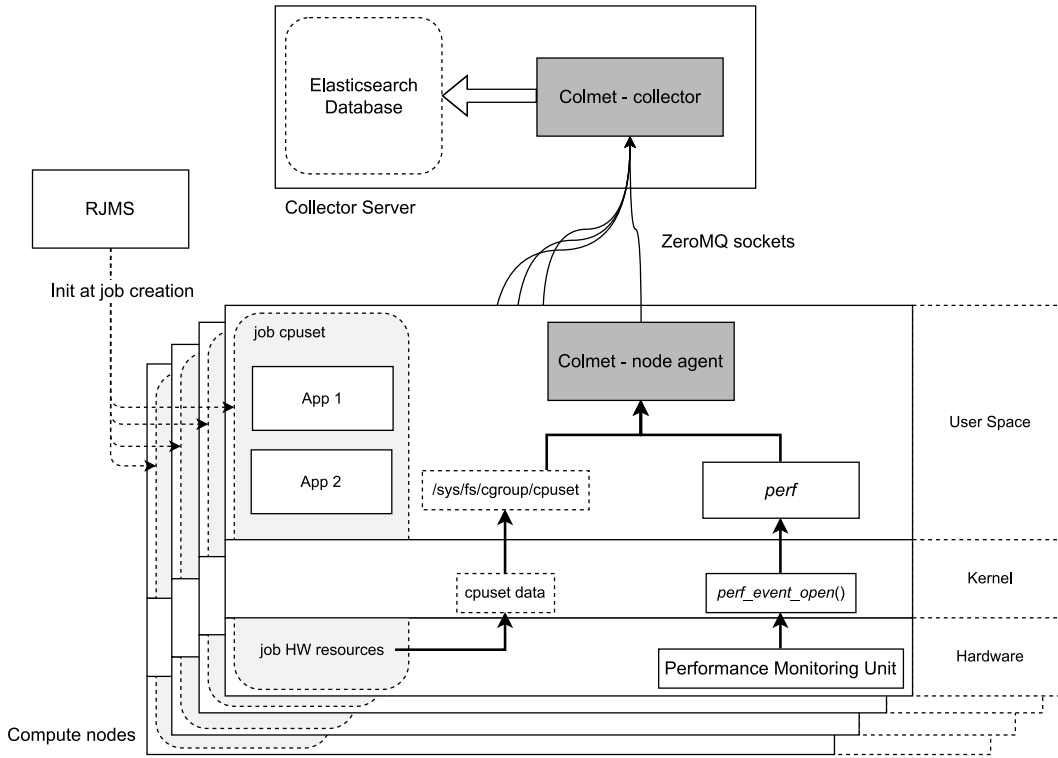 Elasticsearch
Database
Colmet - collector
Collector Server
RJMS
ZeroMQ sockets
Init at job creation
job cpuset
Colmet - node agent
App 1
User Space
App 2
/sys/fs/cgroup/cpuset
perf
cpuset data
perf_event_open()
Kernel
job HW resources
Performance Monitoring Unit
Hardware
Compute nodes